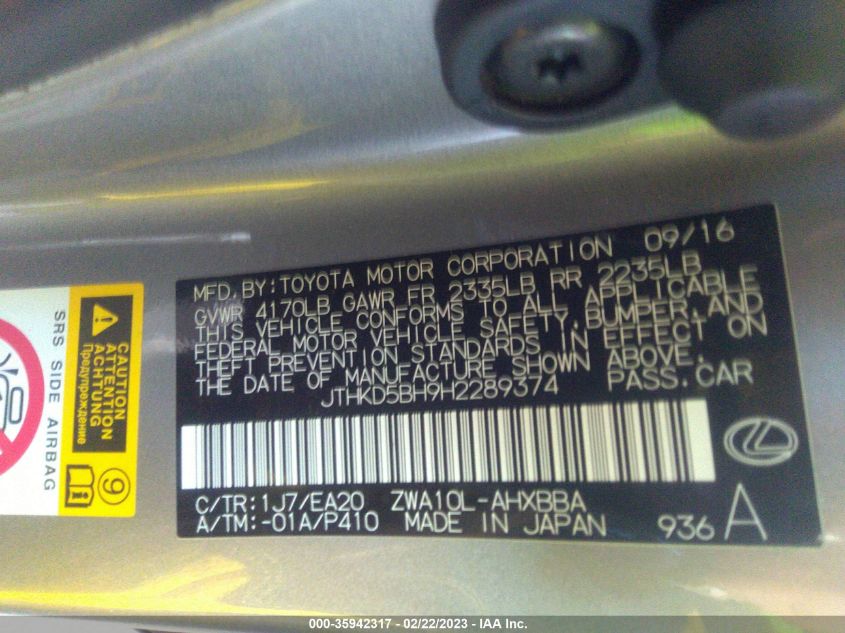 MFD. BY: TOYOTA MOTOR CORPORATION 09/16
GVWR 4170LB GAWR FR 2335LB RR 2235LB
THIS VEHICLE CONFORMS TO ALL APPLICABLE
FEDERAL MOTOR VEHICLE SAFETY, BUMPER, AND
THEFT PREVENTION STANDARDS IN EFFECT ON
THE DATE OF MANUFACTURE SHOWN ABOVE.
JTHKD5BH9H2289374 PASS. CAR
C/TR: 1J7/EA20 ZWA10L-AHXBBA
A/TM: -01A/P410 MADE IN JAPAN 936 A
SRS SIDE AIRBAG
CAUTION
ATTENTION
ACHTUNG
Предупреждение
9
000-35942317 - 02/22/2023 - IAA Inc.